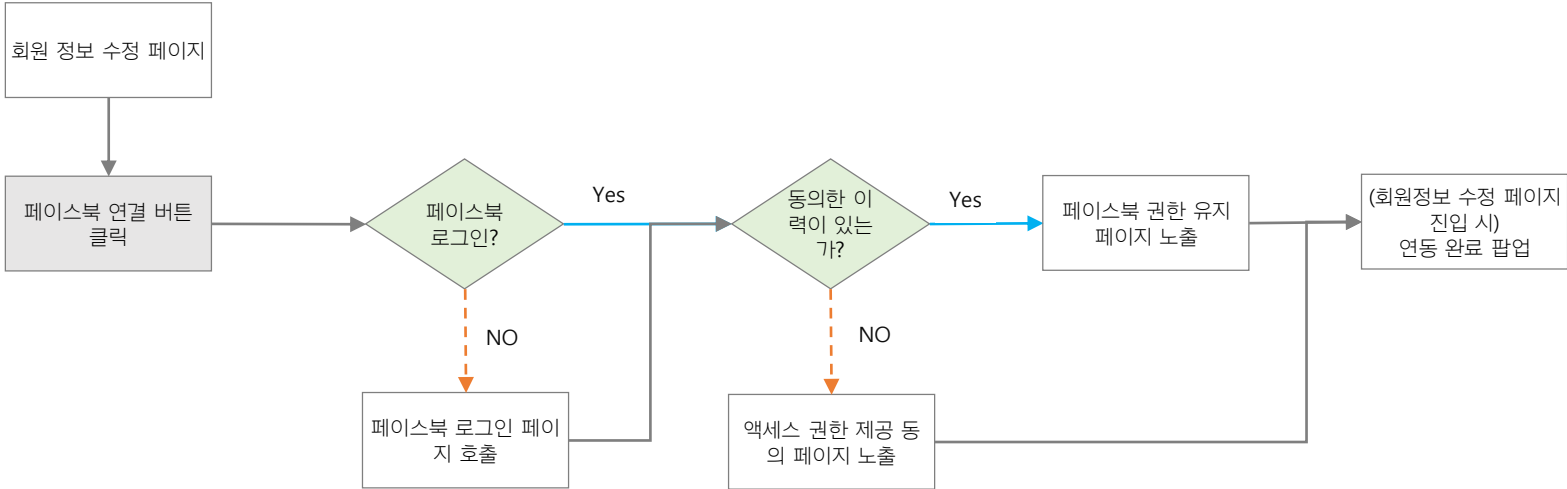 회원 정보 수정 페이지
페이스북 연결 버튼
클릭
페이스북
로그인?
Yes
NO
페이스북 로그인 페이
지 호출
동의한 이
력이 있는
가?
Yes
NO
액세스 권한 제공 동
의 페이지 노출
페이스북 권한 유지
페이지 노출
(회원정보 수정 페이지
진입 시)
연동 완료 팝업